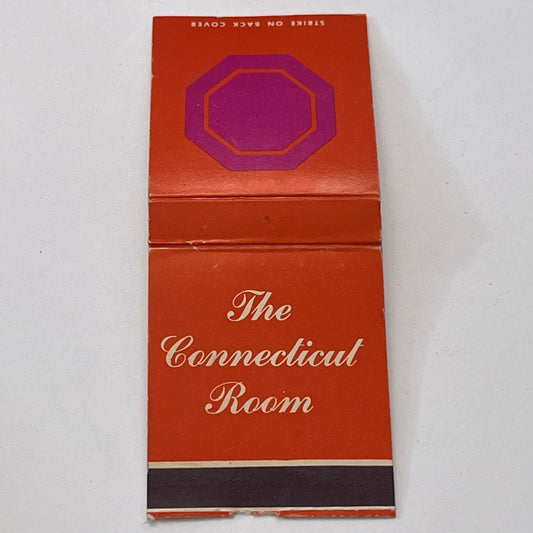 STRIKE ON BACK COVER
The
Connecticut
Room